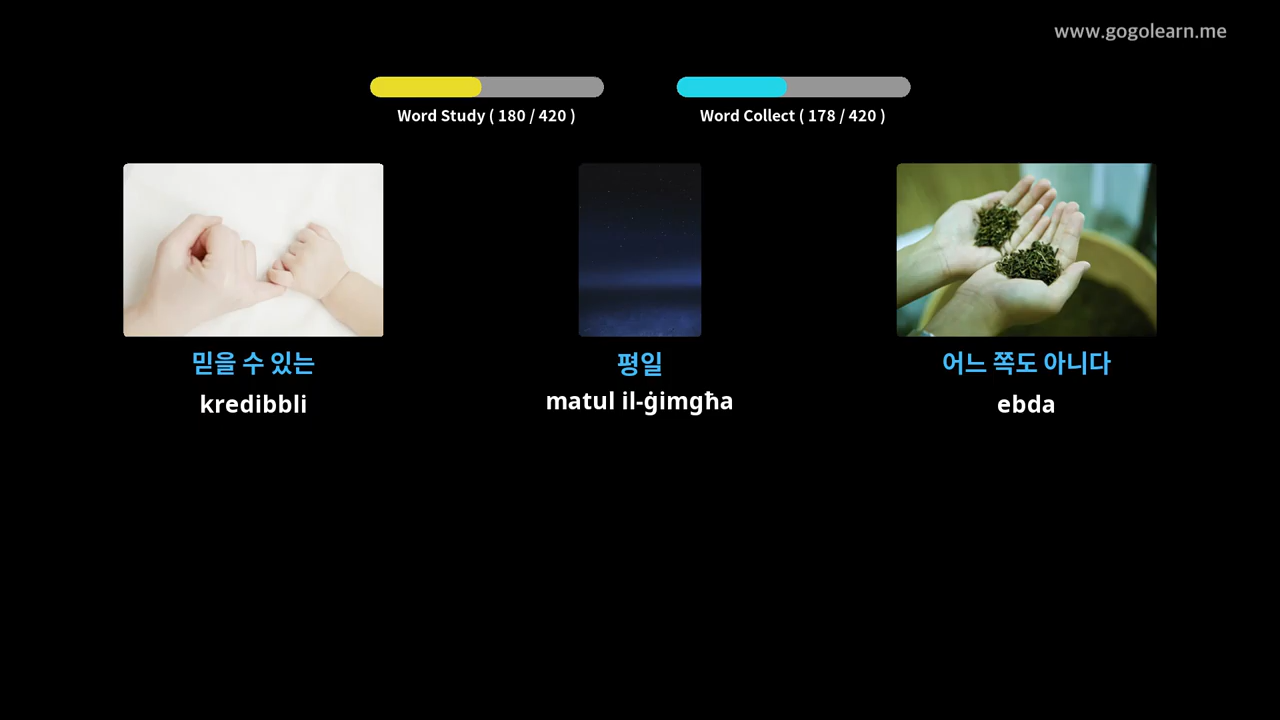 www.gogolearn.me
Word Study ( 180 / 420 )
Word Collect ( 178 / 420 )
믿을 수 있는
kredibbli
평일
matul il-ġimgħa
어느 쪽도 아니다
ebda